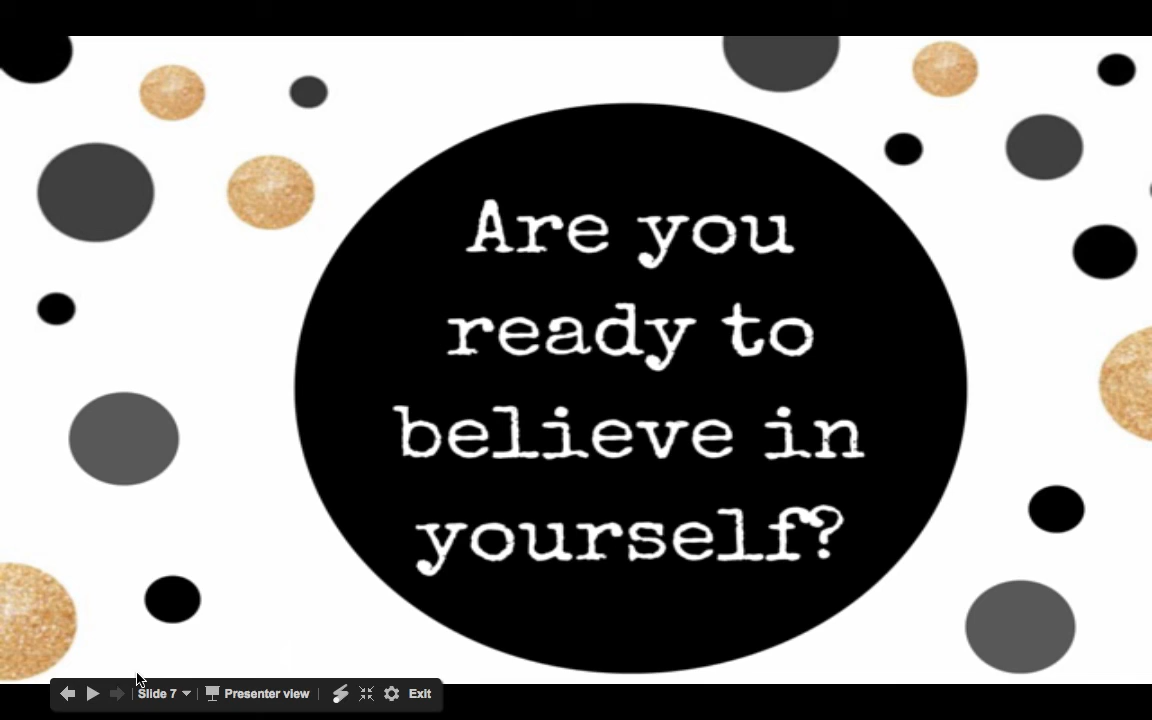 Are you
ready to
believe in
yourself?
Slide 7 Presenter view Exit